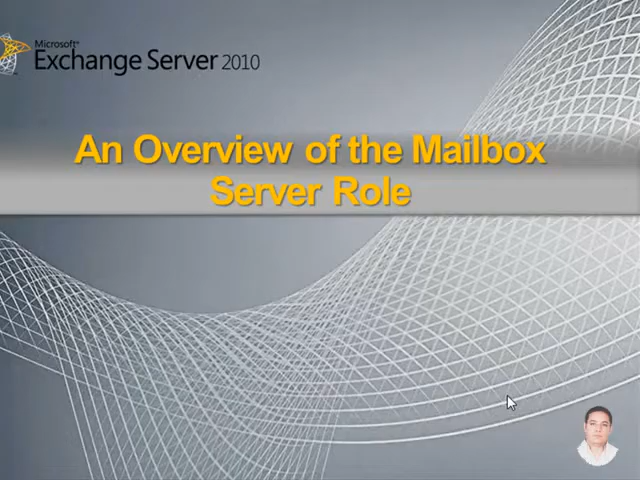 Microsoft®
Exchange Server 2010
An Overview of the Mailbox
Server Role